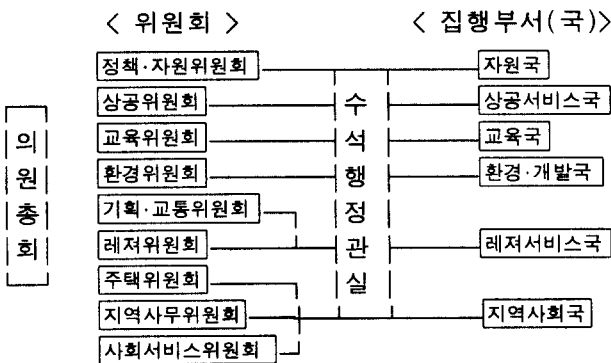 < 위원회 > < 집행부서(국)>
정책·자원위원회 자원국
상공위원회 상공서비스국
교육위원회 교육국
환경위원회 환경·개발국
기획·교통위원회
레져위원회 레져서비스국
주택위원회
지역사무위원회 지역사회국
사회서비스위원회
의원총회
수석행정관실